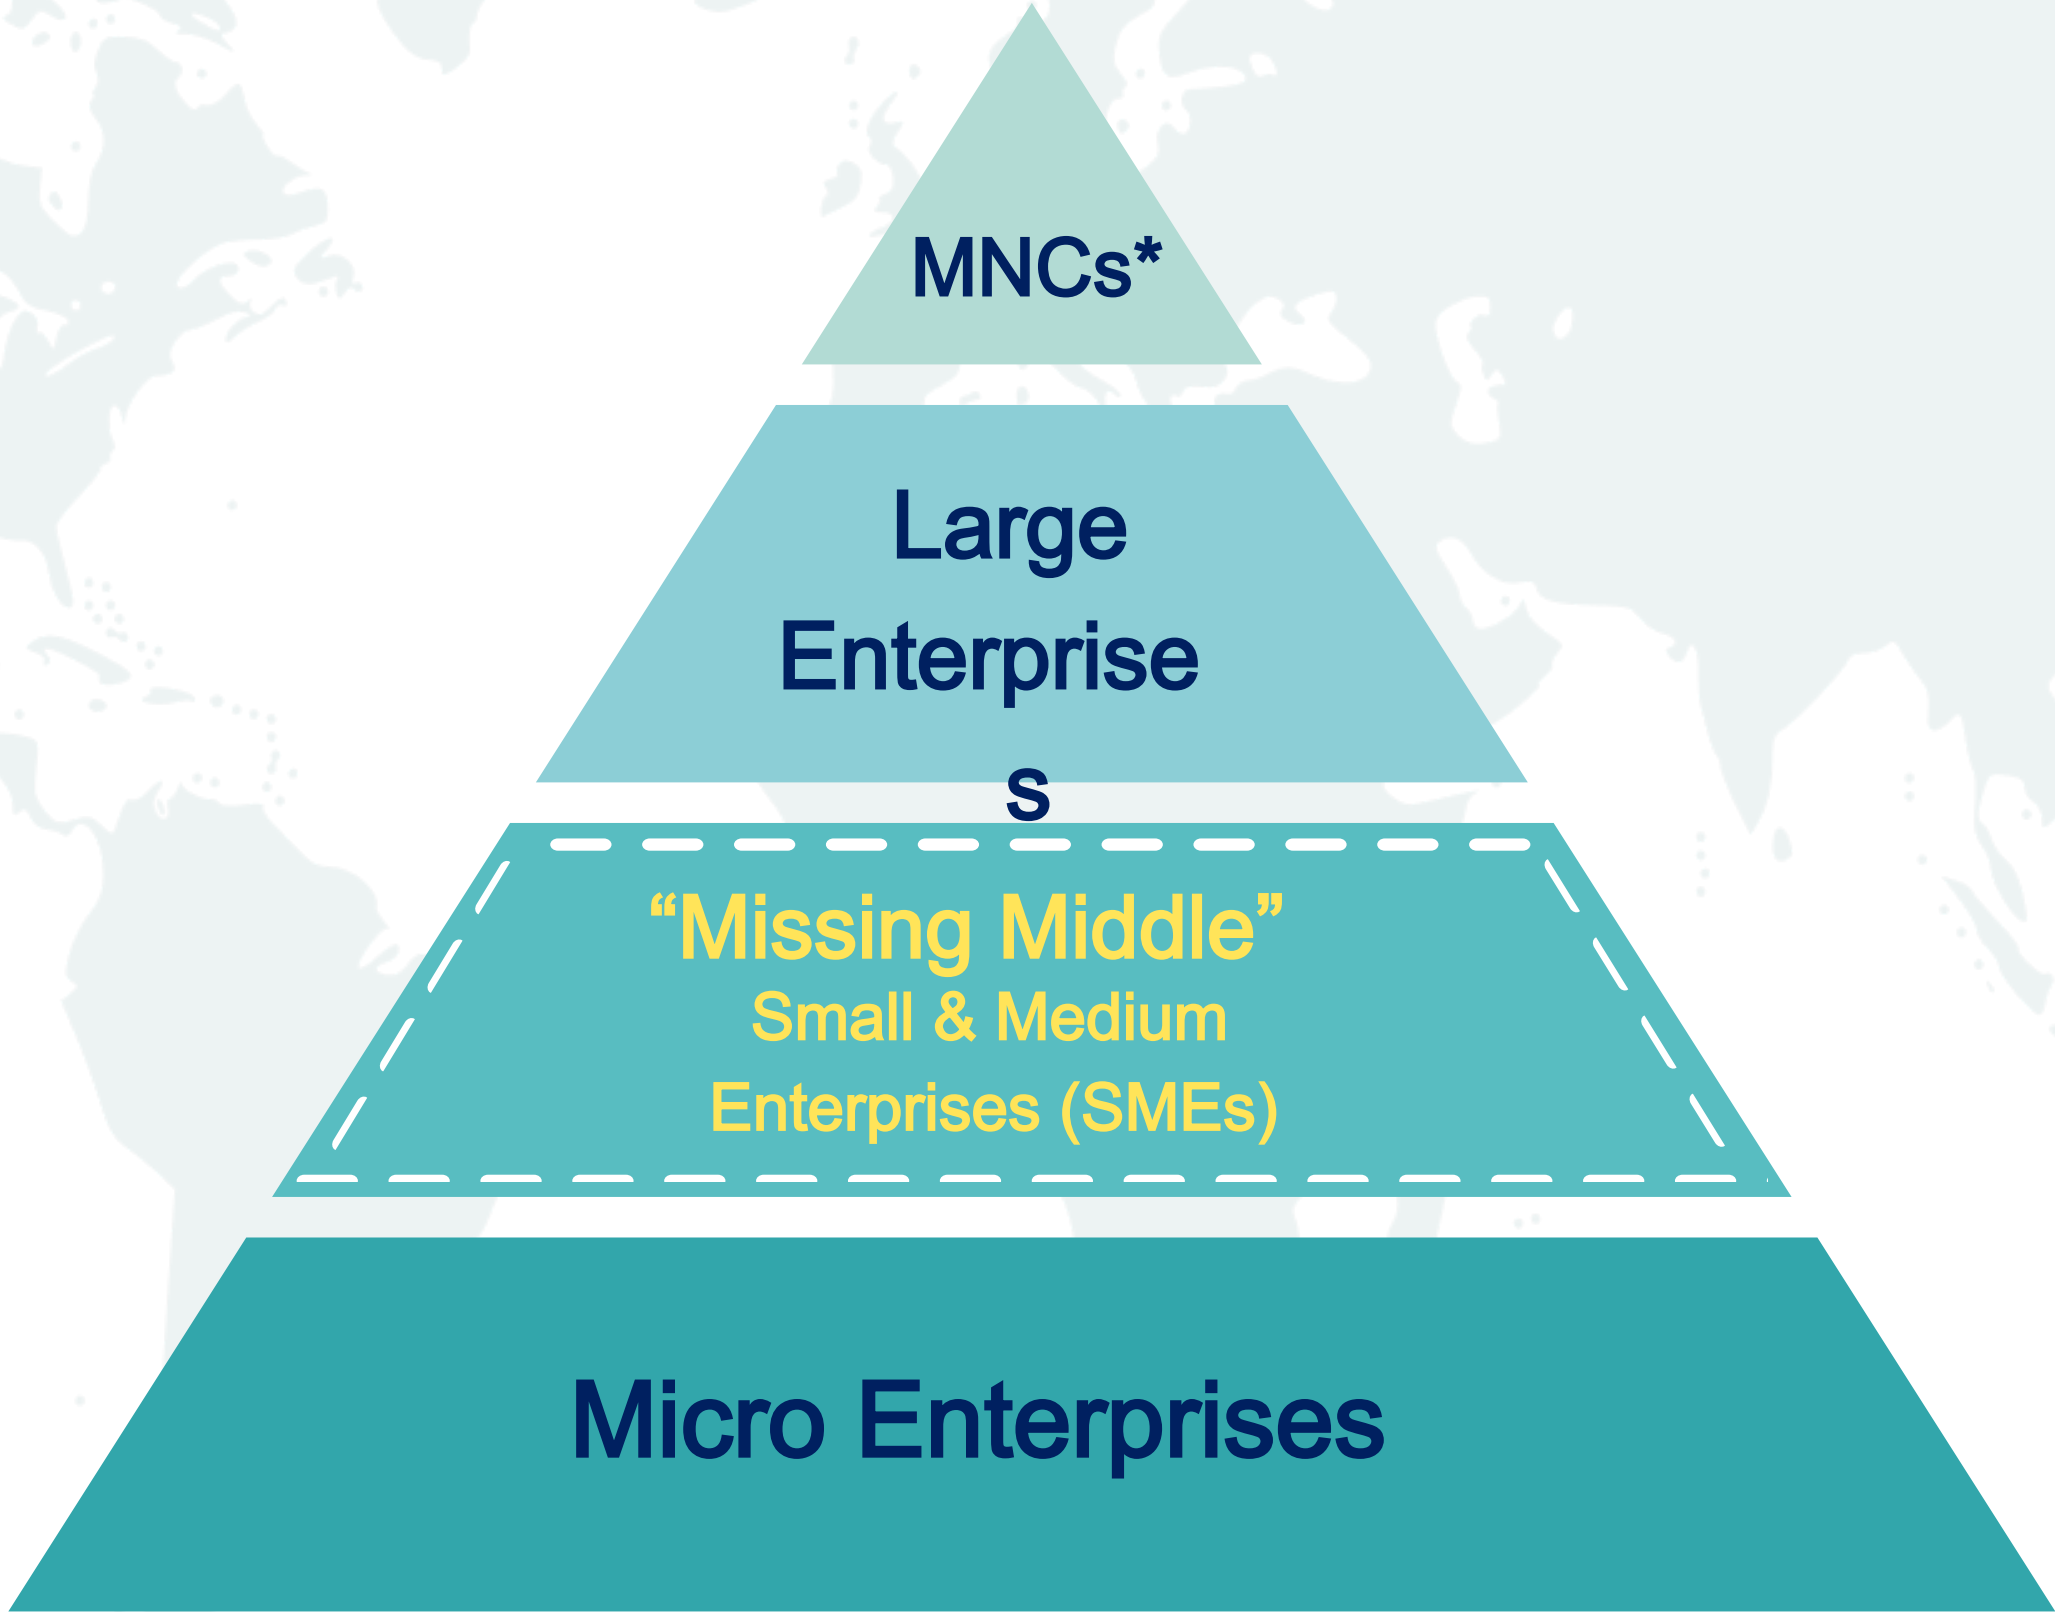 MNCs*
Large
Enterprise
s
“Missing Middle”
Small & Medium
Enterprises (SMEs)
Micro Enterprises